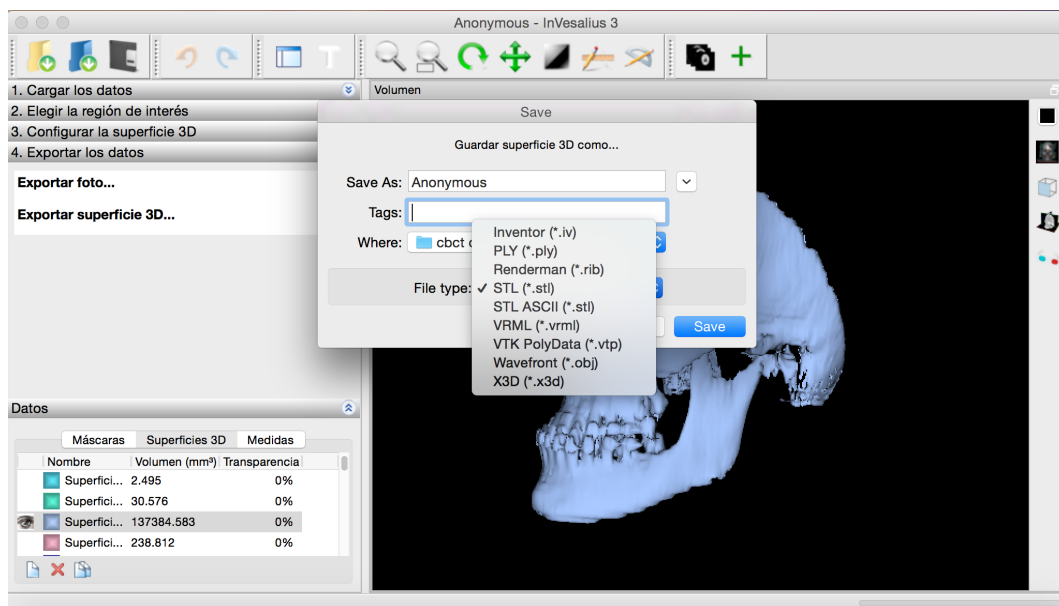 Anonymous - InVesalius 3
1. Cargar los datos
2. Elegir la región de interés
3. Configurar la superficie 3D
4. Exportar los datos
Exportar foto...
Exportar superficie 3D...
Volumen
Save
Guardar superficie 3D como...
Save As: Anonymous
Tags:
Where: cbct
File type: ✓ STL (*.stl)
Inventor (*.iv)
PLY (*.ply)
Renderman (*.rib)
STL ASCII (*.stl)
VRML (*.vrml)
VTK PolyData (*.vtp)
Wavefront (*.obj)
X3D (*.x3d)
Save
Datos
Máscaras Superficies 3D Medidas
Nombre Volumen (mm³) Transparencia
Superfici... 2.495 0%
Superfici... 30.576 0%
Superfici... 137384.583 0%
Superfici... 238.812 0%